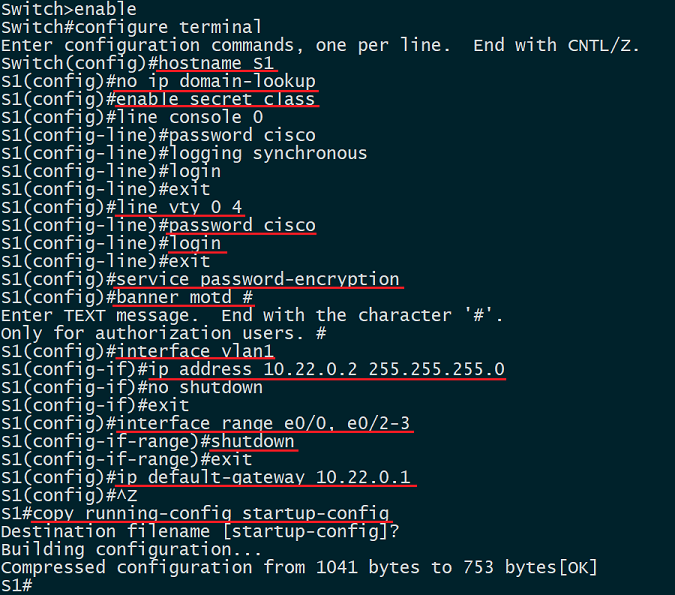 Switch>enable
Switch#configure terminal
Enter configuration commands, one per line.  End with CNTL/Z.
Switch(config)#hostname S1
S1(config)#no ip domain-lookup
S1(config)#enable secret class
S1(config)#line console 0
S1(config-line)#password cisco
S1(config-line)#logging synchronous
S1(config-line)#login
S1(config-line)#exit
S1(config)#line vty 0 4
S1(config-line)#password cisco
S1(config-line)#login
S1(config-line)#exit
S1(config)#service password-encryption
S1(config)#banner motd #
Enter TEXT message.  End with the character '#'.
Only for authorization users. #
S1(config)#interface vlan1
S1(config-if)#ip address 10.22.0.2 255.255.255.0
S1(config-if)#no shutdown
S1(config-if)#exit
S1(config)#interface range e0/0, e0/2-3
S1(config-if-range)#shutdown
S1(config-if-range)#exit
S1(config)#ip default-gateway 10.22.0.1
S1(config)#^Z
S1#copy running-config startup-config
Destination filename [startup-config]?
Building configuration...
Compressed configuration from 1041 bytes to 753 bytes[OK]
S1#